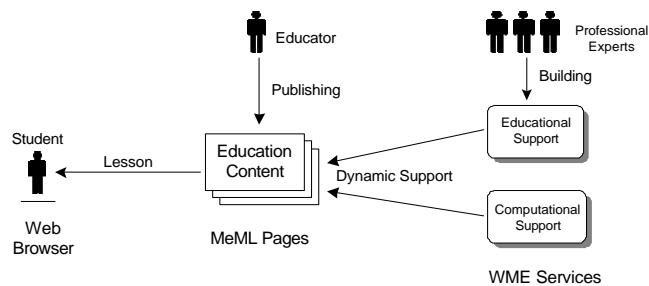 Educator
Professional
Experts
Publishing
Building
Student
Lesson
Education
Content
Educational
Support
Dynamic Support
Computational
Support
Web
Browser
MeML Pages
WME Services